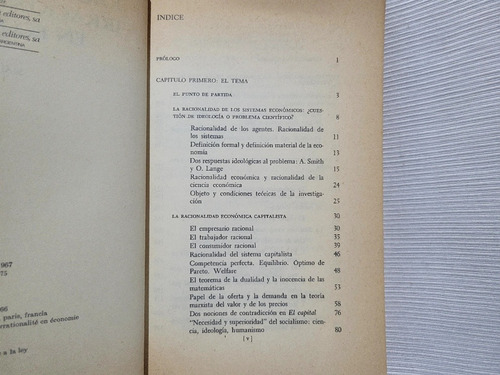 editores, sa
editores, sa
ARGENTINA
967
75
66
paris, francia
irrationalité en économie
a la ley
INDICE
PRÓLOGO 1
CAPITULO PRIMERO: EL TEMA
EL PUNTO DE PARTIDA 3
LA RACIONALIDAD DE LOS SISTEMAS ECONÓMICOS: ¿CUES-
TIÓN DE IDEOLOGÍA O PROBLEMA CIENTÍFICO? 8
Racionalidad de los agentes. Racionalidad de
los sistemas 11
Definición formal y definición material de la eco-
nomía 13
Dos respuestas ideológicas al problema: A. Smith
y O. Lange 15
Racionalidad económica y racionalidad de la
ciencia económica 24
Objeto y condiciones teóricas de la investiga-
ción 25
LA RACIONALIDAD ECONÓMICA CAPITALISTA 30
El empresario racional 30
El trabajador racional 35
El consumidor racional 39
Racionalidad del sistema capitalista 46
Competencia perfecta. Equilibrio. Optimo de
Pareto. Welfare 48
El teorema de la dualidad y la inocencia de las
matemáticas 53
Papel de la oferta y la demanda en la teoría
marxista del valor y de los precios 58
Dos nociones de contradicción en El capital 76
"Necesidad y superioridad" del socialismo: cien-
cia, ideología, humanismo 80
[v]